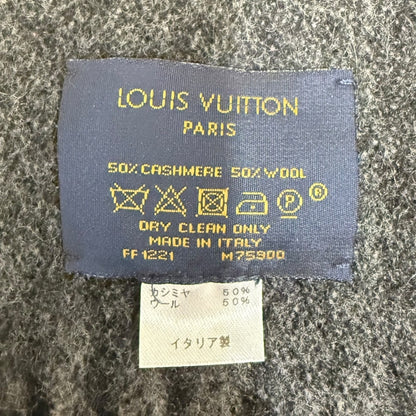 LOUIS VUITTON
PARIS
50% CASHMERE 50% WOOL
P ®
DRY CLEAN ONLY
MADE IN ITALY
FF1221 M75900
カシミヤ 50%
ウール 50%
イタリア製